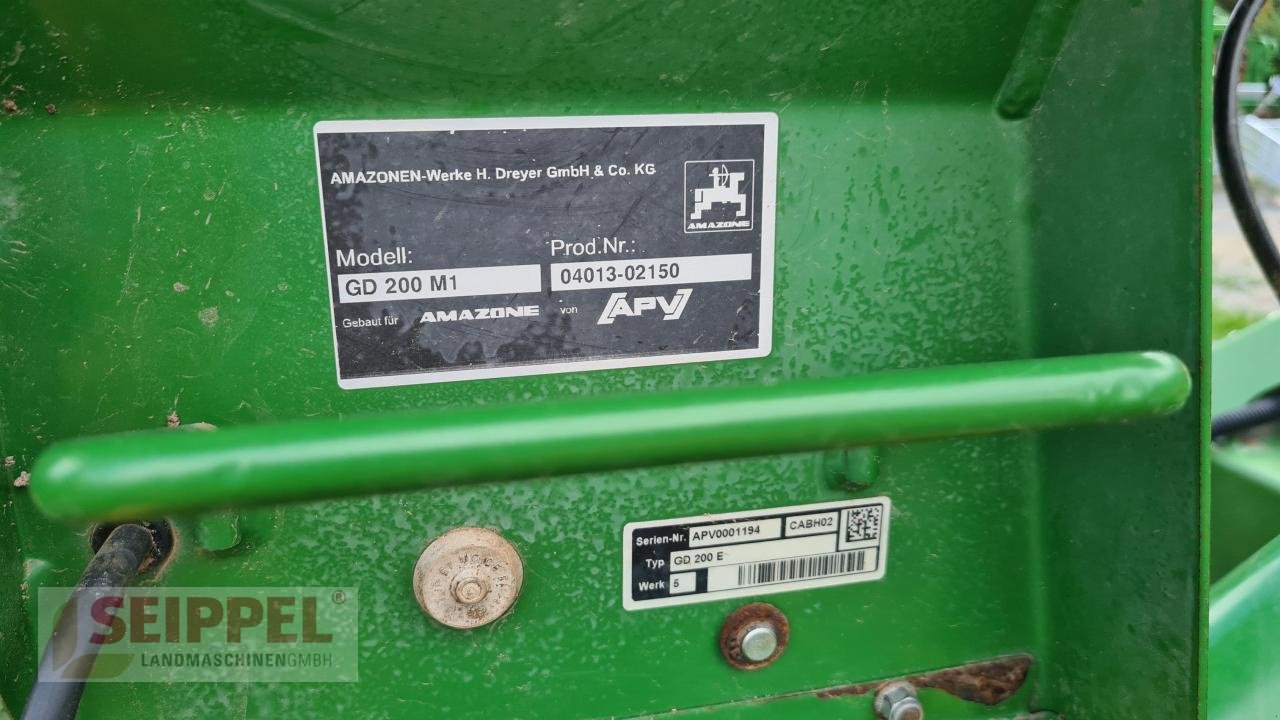 AMAZONEN-Werke H. Dreyer GmbH & Co. KG
AMAZONE
Modell: Prod.Nr.:
GD 200 M1 04013-02150
Gebaut für AMAZONE von APV
Serien-Nr. APV0001194 CABH02
Typ GD 200 E
Werk 5
SEIPPEL®
LANDMASCHINENGMBH